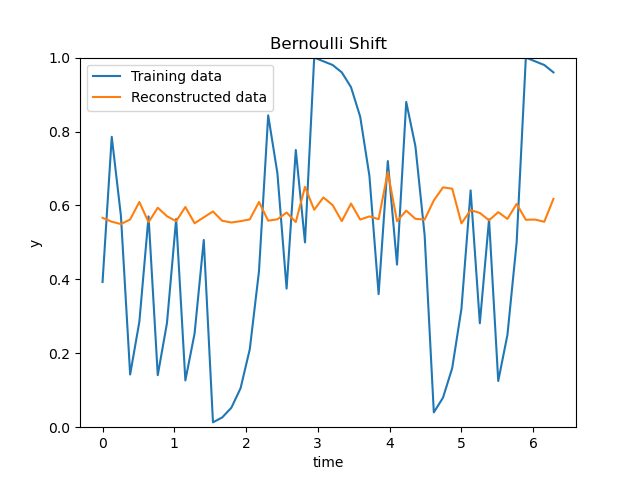 Bernoulli Shift
Training data
Reconstructed data
1.0
0.8
0.6
0.4
0.2
0.0
y
0 1 2 3 4 5 6
time